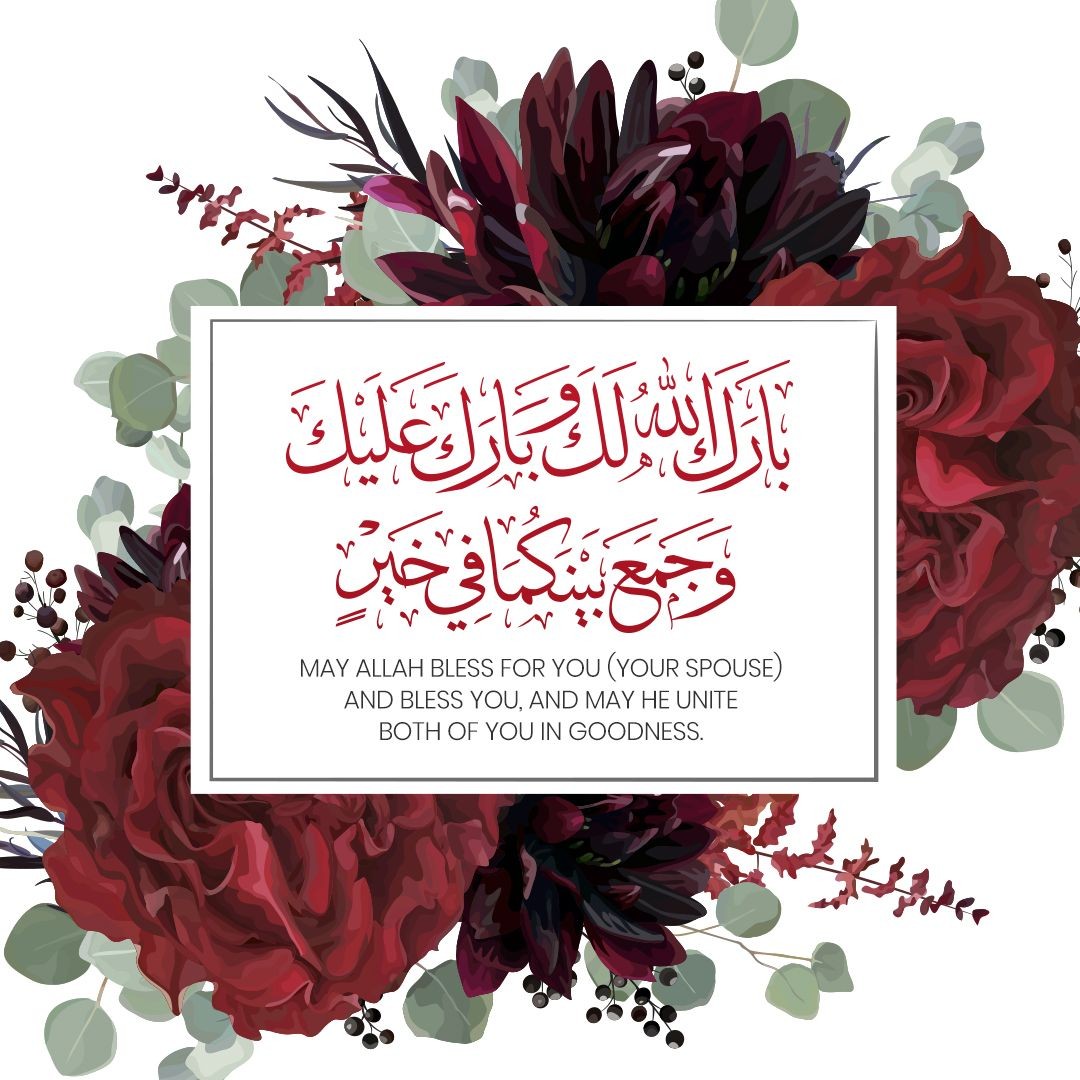 بَارَكَ اللّٰهُ لَكَ وَبَارَكَ عَلَيْكَ
وَجَمَعَ بَيْنَكُمَا فِي خَيْرٍ
MAY ALLAH BLESS FOR YOU (YOUR SPOUSE)
AND BLESS YOU, AND MAY HE UNITE
BOTH OF YOU IN GOODNESS.